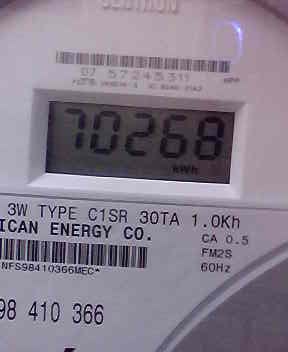 07 57245311
70268
kWh
3W TYPE C1SR 30TA 1.0Kh
ICAN ENERGY CO.
CA 0.5
FM2S
60Hz
NFS98410366MEC*
98 410 366